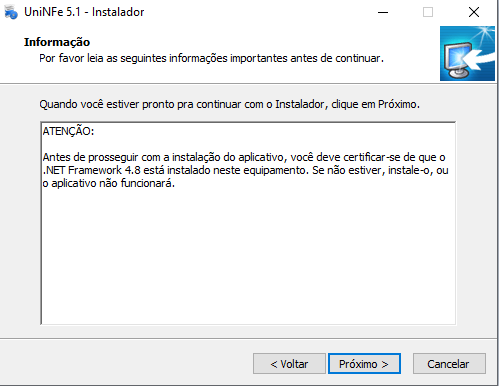 UniNFe 5.1 - Instalador
Informação
Por favor leia as seguintes informações importantes antes de continuar.
Quando você estiver pronto pra continuar com o Instalador, clique em Próximo.
ATENÇÃO:
Antes de prosseguir com a instalação do aplicativo, você deve certificar-se de que o
.NET Framework 4.8 está instalado neste equipamento. Se não estiver, instale-o, ou
o aplicativo não funcionará.
< Voltar
Próximo >
Cancelar